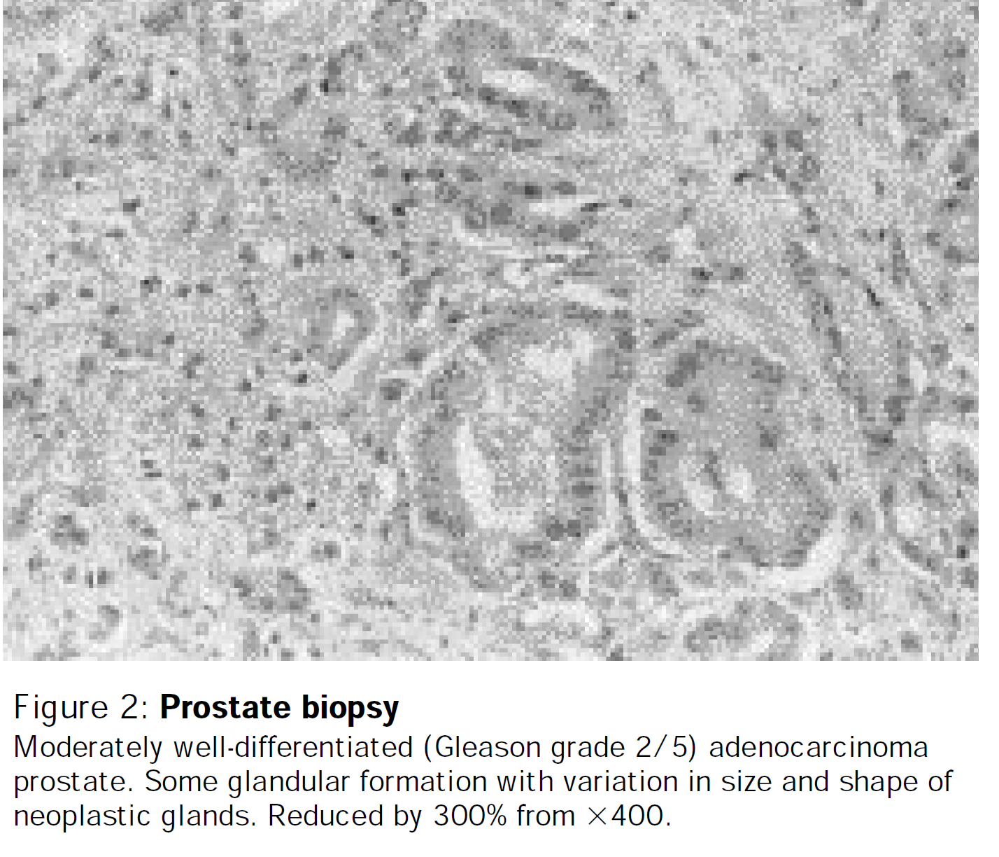 Figure 2: Prostate biopsy
Moderately well-differentiated (Gleason grade 2/5) adenocarcinoma
prostate. Some glandular formation with variation in size and shape of
neoplastic glands. Reduced by 300% from ×400.